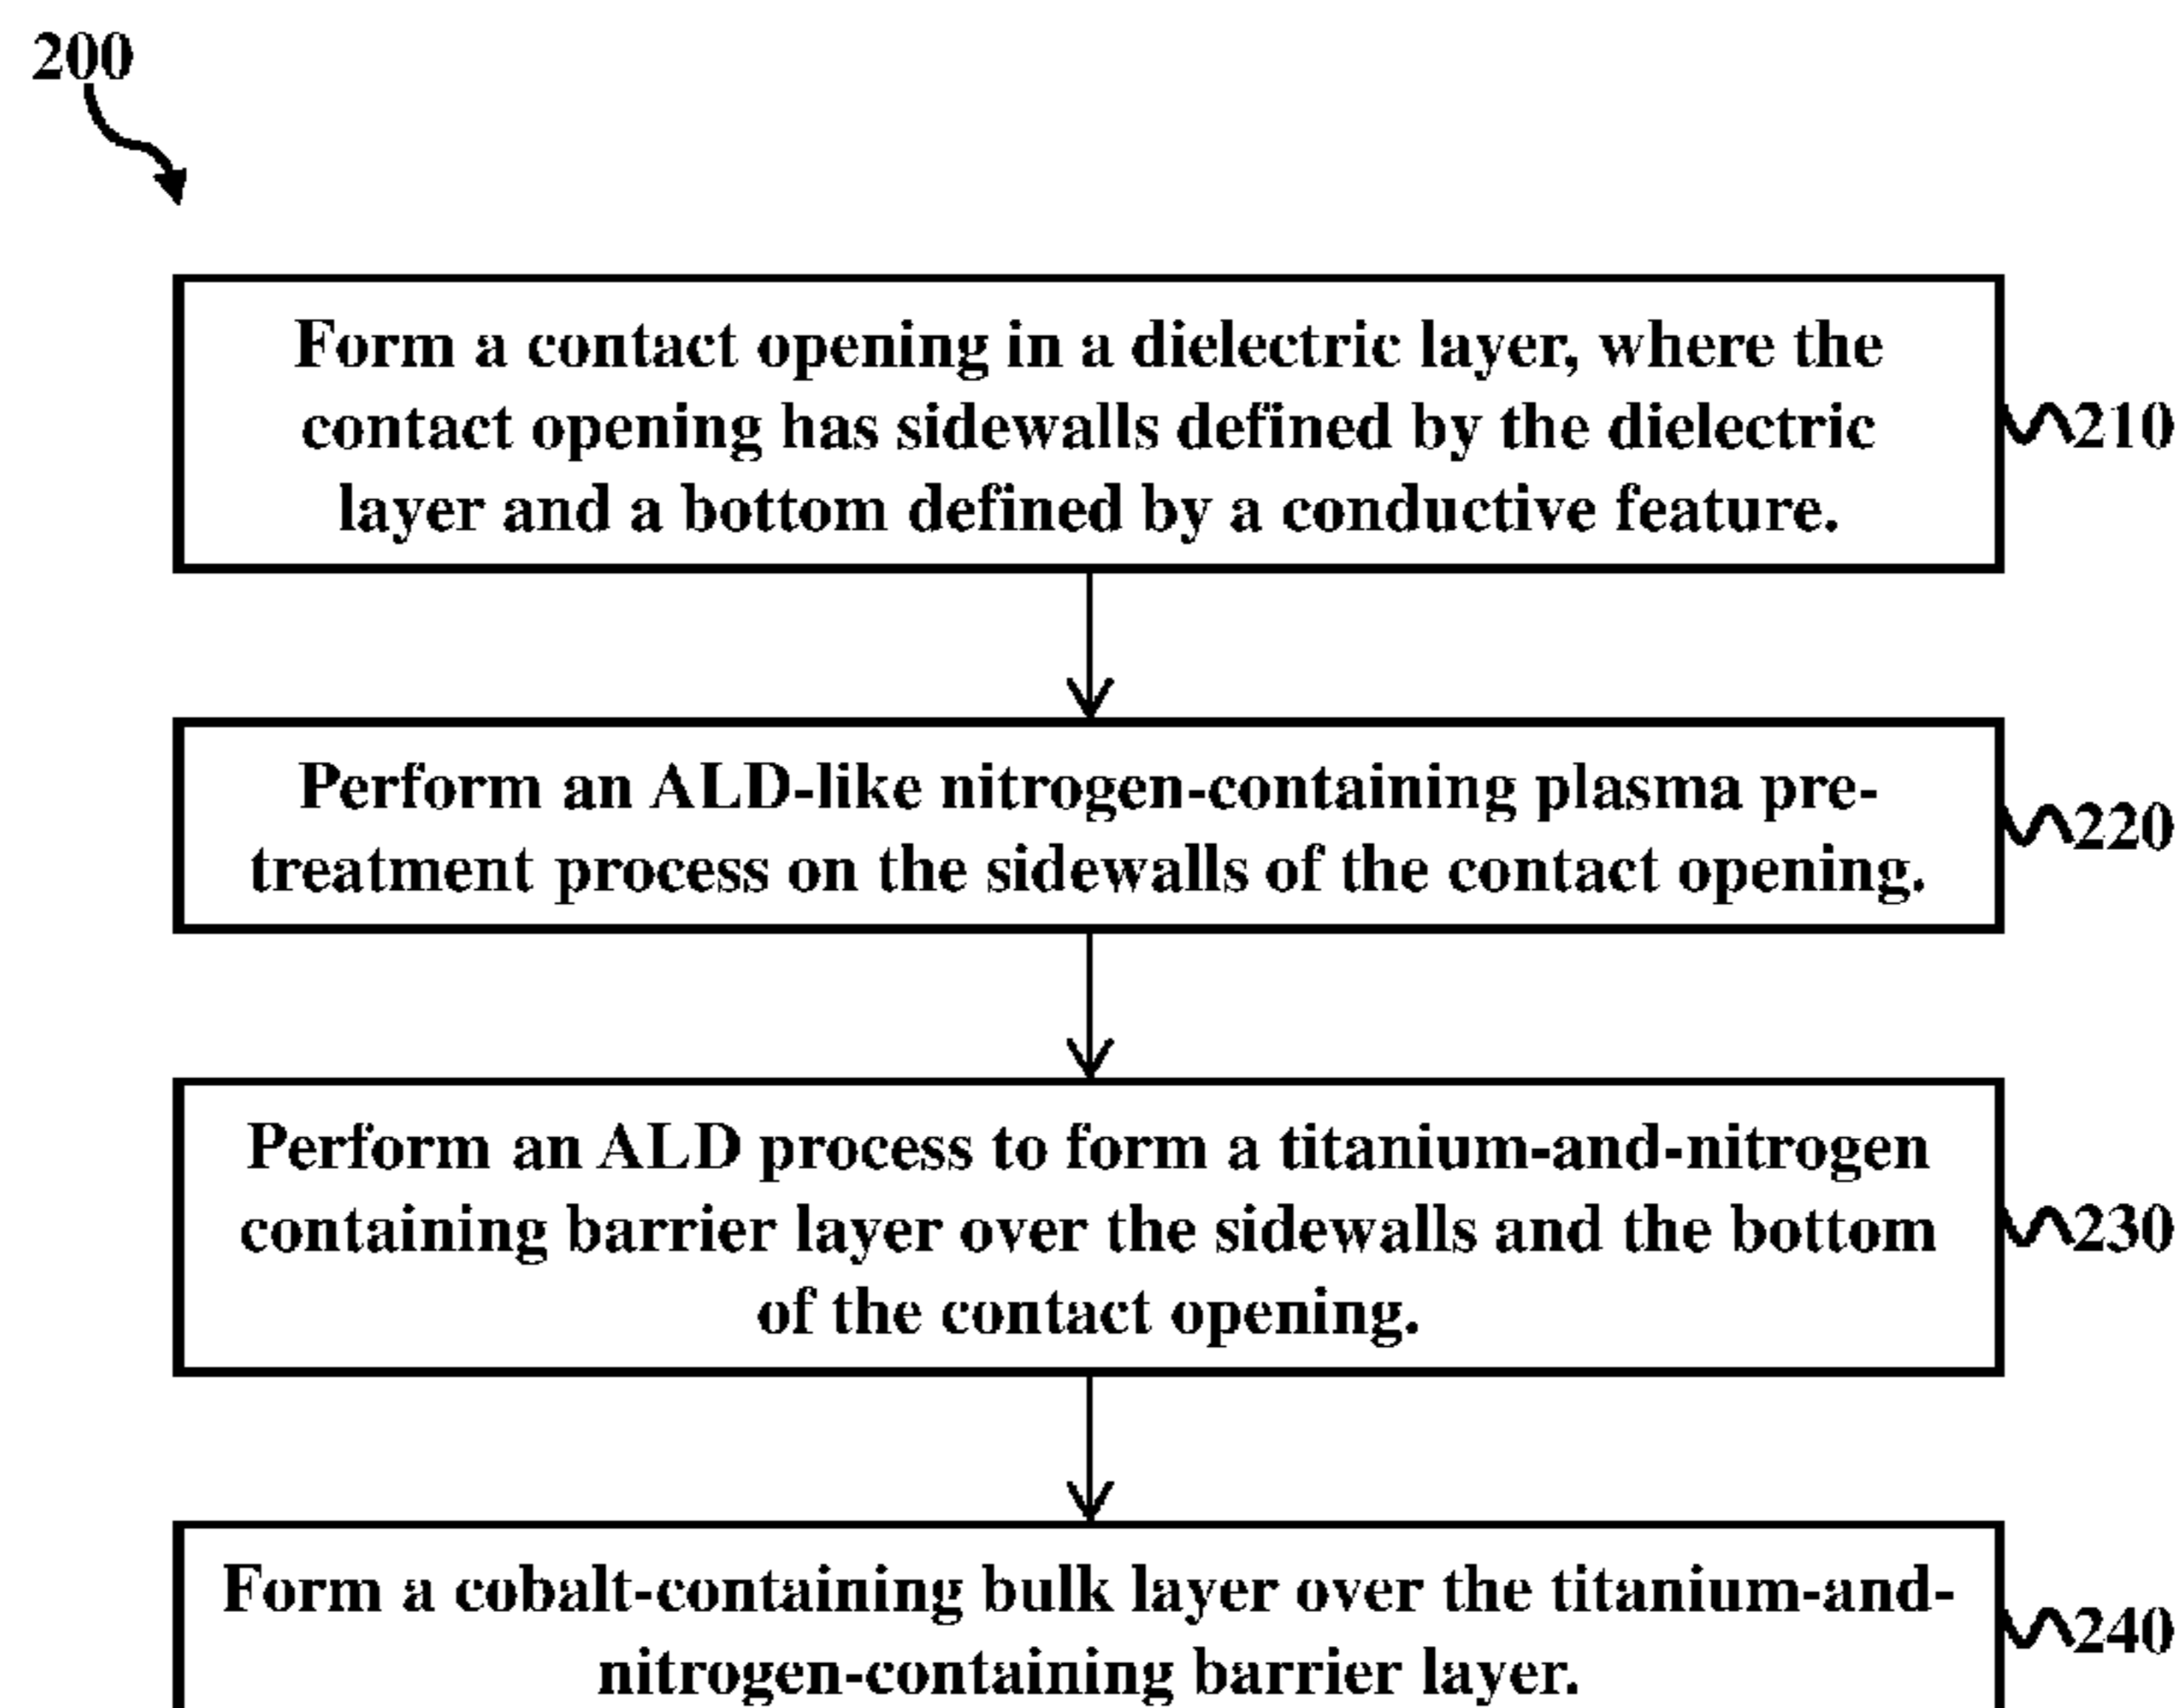 200
Form a contact opening in a dielectric layer, where the
contact opening has sidewalls defined by the dielectric
layer and a bottom defined by a conductive feature.
210
Perform an ALD-like nitrogen-containing plasma pre-
treatment process on the sidewalls of the contact opening.
220
Perform an ALD process to form a titanium-and-nitrogen
containing barrier layer over the sidewalls and the bottom
of the contact opening.
230
Form a cobalt-containing bulk layer over the titanium-and-
nitrogen-containing barrier layer.
240